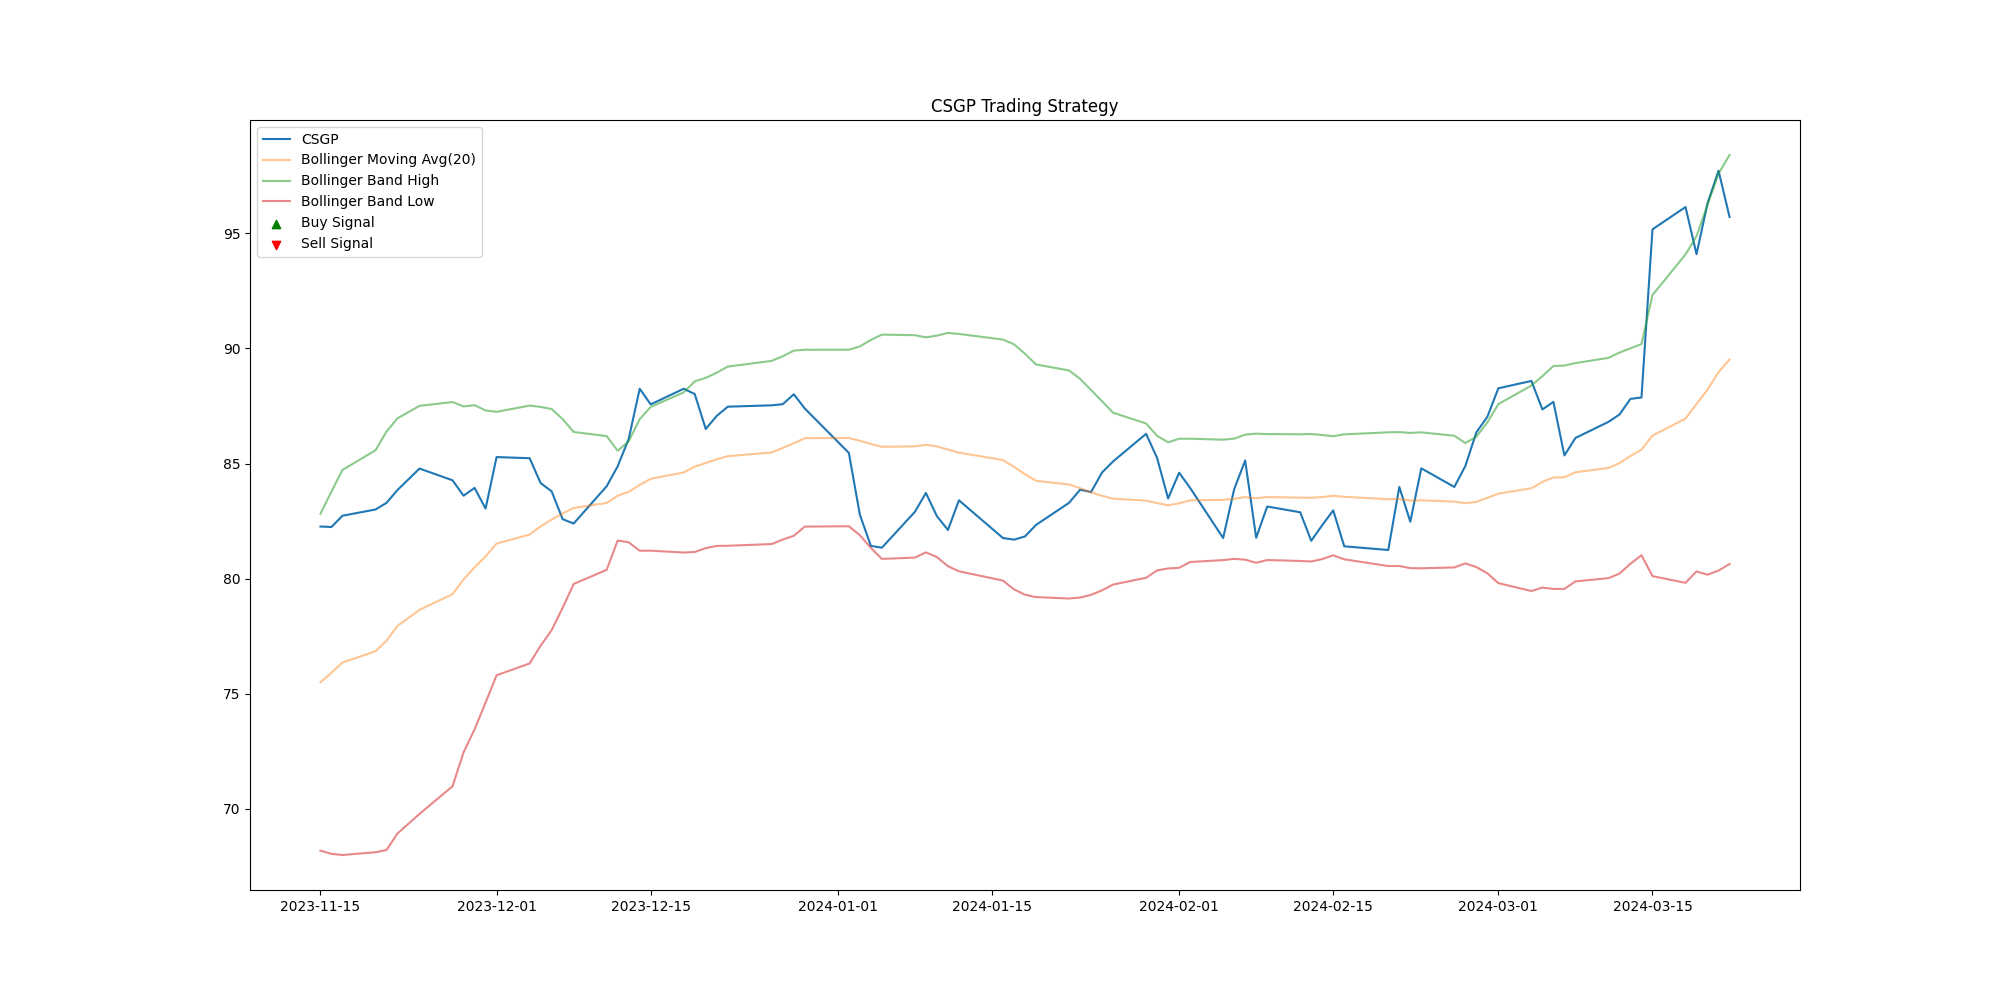 CSGP Trading Strategy
CSGP
Bollinger Moving Avg(20)
Bollinger Band High
Bollinger Band Low
Buy Signal
Sell Signal
95
90
85
80
75
70
2023-11-15 2023-12-01 2023-12-15 2024-01-01 2024-01-15 2024-02-01 2024-02-15 2024-03-01 2024-03-15